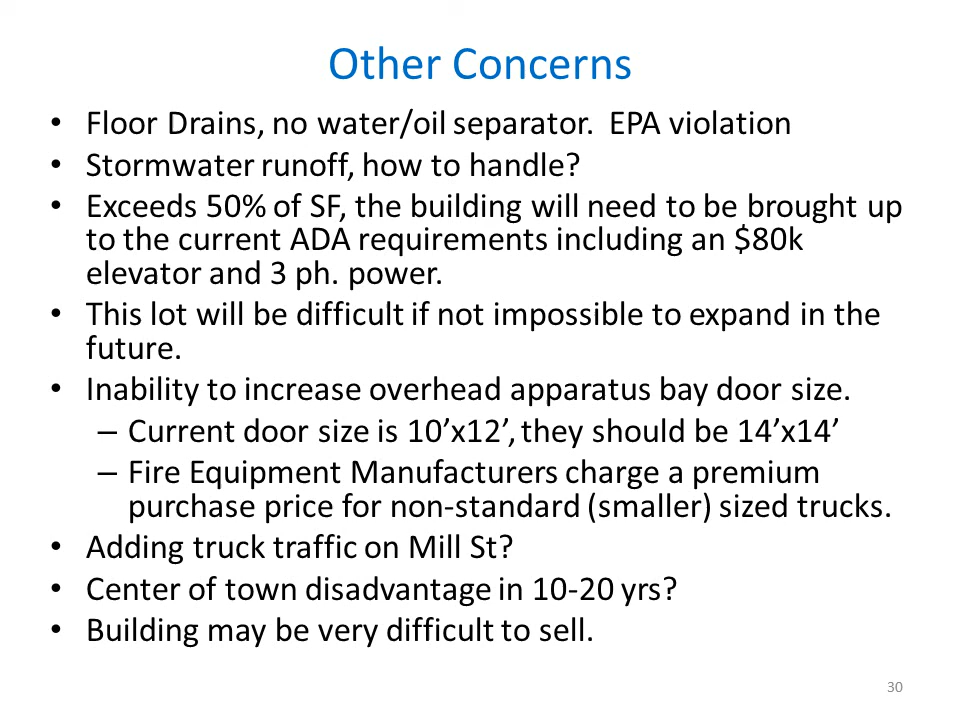 Other Concerns
• Floor Drains, no water/oil separator.  EPA violation
• Stormwater runoff, how to handle?
• Exceeds 50% of SF, the building will need to be brought up
to the current ADA requirements including an $80k
elevator and 3 ph. power.
• This lot will be difficult if not impossible to expand in the
future.
• Inability to increase overhead apparatus bay door size.
– Current door size is 10’x12’, they should be 14’x14’
– Fire Equipment Manufacturers charge a premium
purchase price for non-standard (smaller) sized trucks.
• Adding truck traffic on Mill St?
• Center of town disadvantage in 10-20 yrs?
• Building may be very difficult to sell.
30